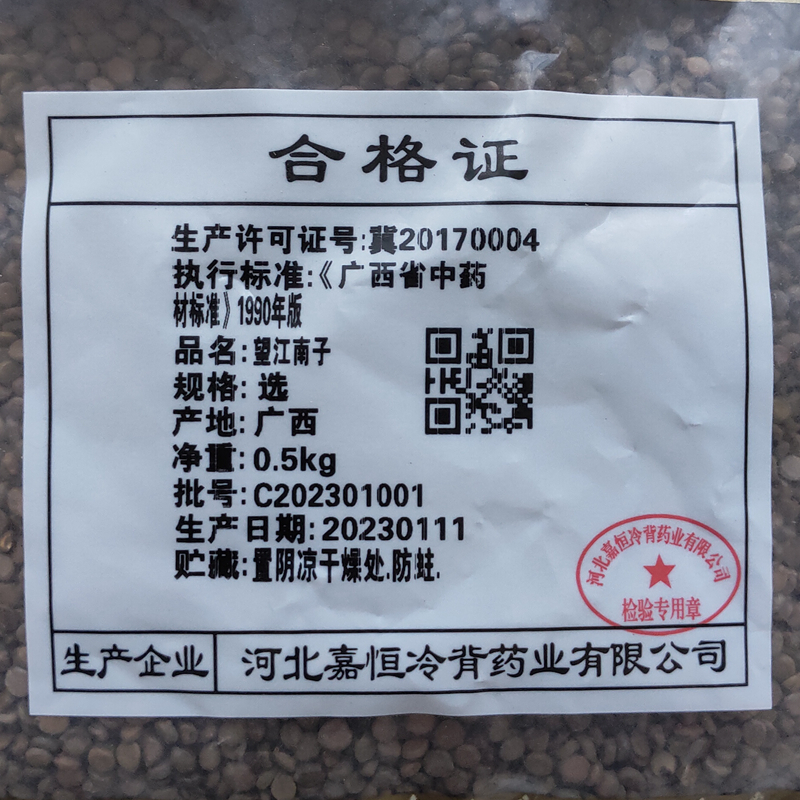 合格证
生产许可证号:冀20170004
执行标准:《广西省中药
材标准》1990年版
品名:望江南子
规格:选
产地:广西
净重:0.5kg
批号:C202301001
生产日期:20230111
贮藏:置阴凉干燥处.防蛀.
河北嘉恒冷背药业有限公司
检验专用章
生产企业 河北嘉恒冷背药业有限公司